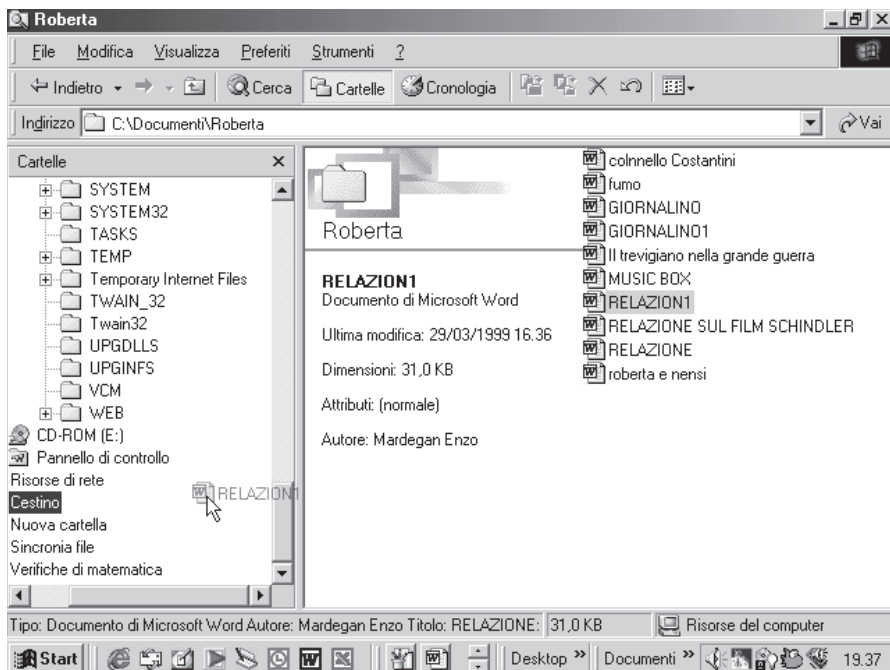 Roberta
File Modifica Visualizza Preferiti Strumenti ?
Indietro Cerca Cartelle Cronologia
Indirizzo C:\Documenti\Roberta Vai
Cartelle
SYSTEM
SYSTEM32
TASKS
TEMP
Temporary Internet Files
TWAIN_32
Twain32
UPGDLLS
UPGINFS
VCM
WEB
CD-ROM (E:)
Pannello di controllo
Risorse di rete
Cestino
RELAZION1
Nuova cartella
Sincronia file
Verifiche di matematica
Roberta
RELAZION1
Documento di Microsoft Word
Ultima modifica: 29/03/1999 16.36
Dimensioni: 31,0 KB
Attributi: (normale)
Autore: Mardegan Enzo
colnnello Costantini
fumo
GIORNALINO
GIORNALINO1
Il trevigiano nella grande guerra
MUSIC BOX
RELAZION1
RELAZIONE SUL FILM SCHINDLER
RELAZIONE
roberta e nensi
Tipo: Documento di Microsoft Word Autore: Mardegan Enzo Titolo: RELAZIONE: 31,0 KB Risorse del computer
Start Desktop » Documenti » 19.37